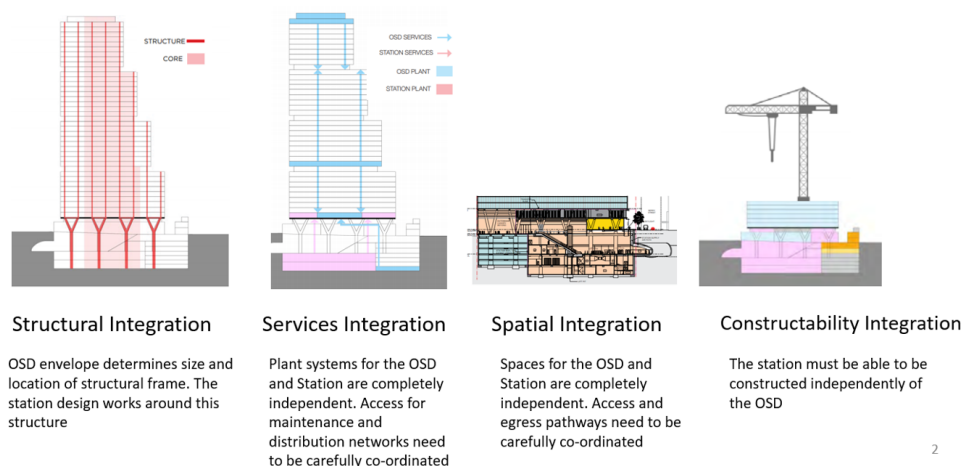 STRUCTURE
CORE
OSD SERVICES
STATION SERVICES
OSD PLANT
STATION PLANT
Structural Integration
OSD envelope determines size and
location of structural frame. The
station design works around this
structure
Services Integration
Plant systems for the OSD
and Station are completely
independent. Access for
maintenance and
distribution networks need
to be carefully co-ordinated
Spatial Integration
Spaces for the OSD and
Station are completely
independent. Access and
egress pathways need to be
carefully co-ordinated
Constructability Integration
The station must be able to be
constructed independently of
the OSD
2